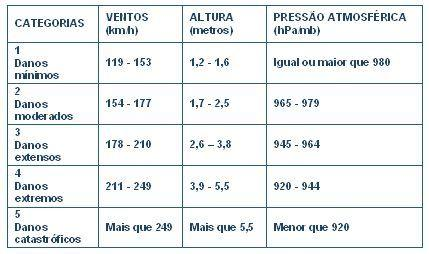 CATEGORIAS VENTOS (km/h) ALTURA (metros) PRESSÃO ATMOSFÉRICA (hPa/mb)
1
Danos mínimos 119 - 153 1,2 - 1,6 Igual ou maior que 980
2
Danos moderados 154 - 177 1,7 - 2,5 965 - 979
3
Danos extensos 178 - 210 2,6 – 3,8 945 - 964
4
Danos extremos 211 - 249 3,9 - 5,5 920 - 944
5
Danos catastróficos Mais que 249 Mais que 5,5 Menor que 920